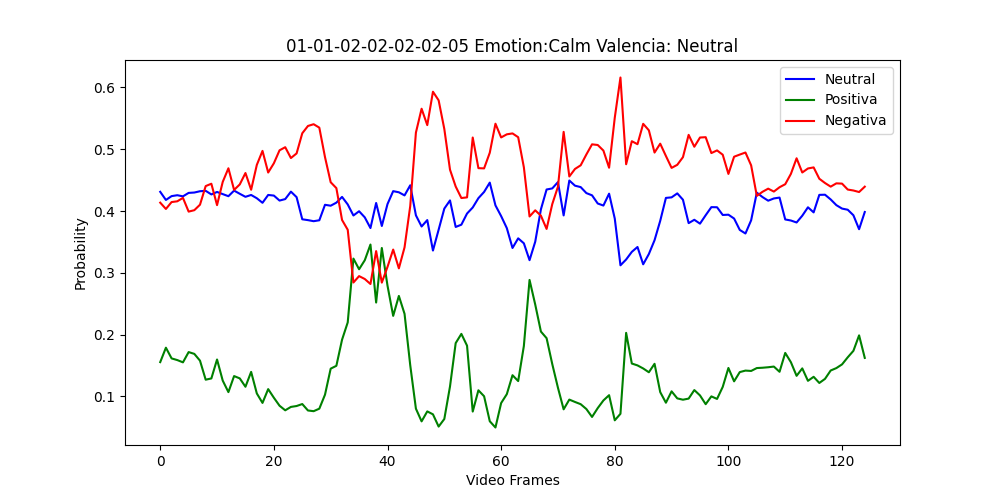 01-01-02-02-02-02-05 Emotion:Calm Valencia: Neutral
Neutral
Positiva
Negativa
Probability
0.6
0.5
0.4
0.3
0.2
0.1
0 20 40 60 80 100 120
Video Frames